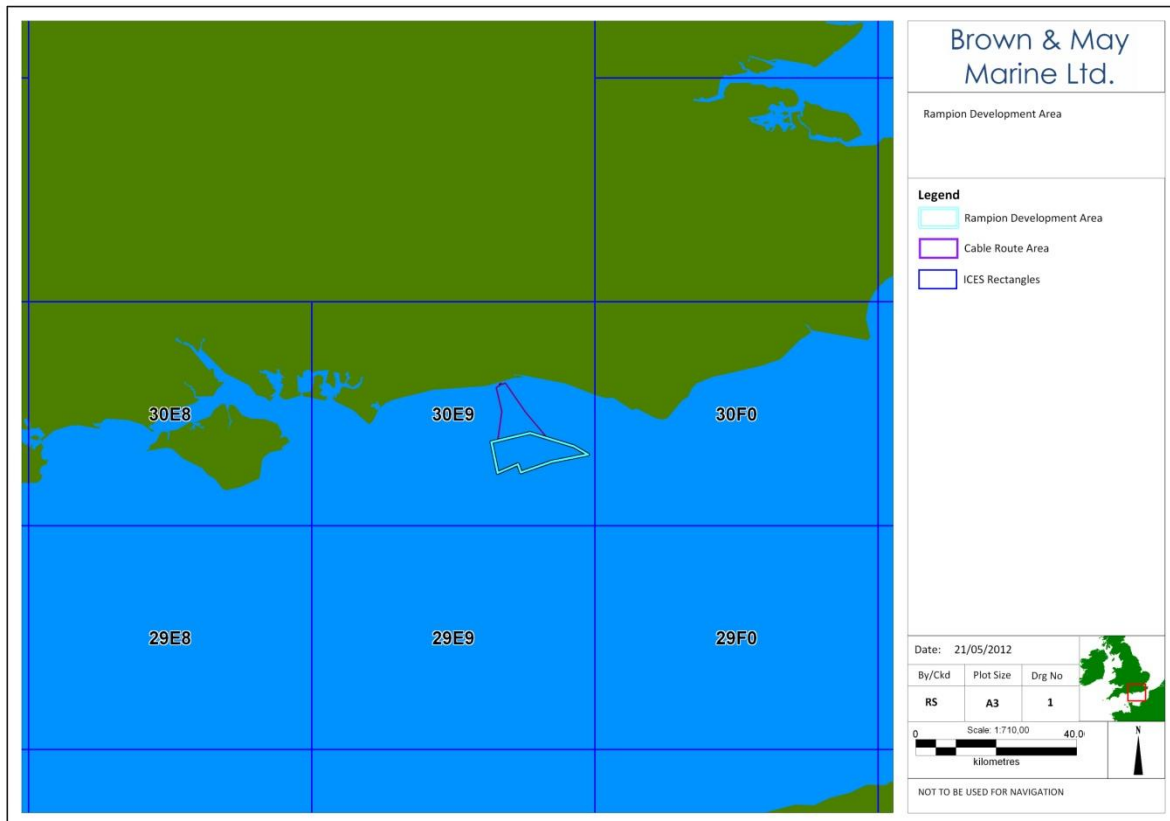 30E8
30E9
30F0
29E8
29E9
29F0
Brown & May
Marine Ltd.
Rampion Development Area
Legend
Rampion Development Area
Cable Route Area
ICES Rectangles
Date: 21/05/2012
By/Ckd Plot Size Drg No
RS A3 1
Scale: 1:710,00
0 40.0
kilometres
N
NOT TO BE USED FOR NAVIGATION